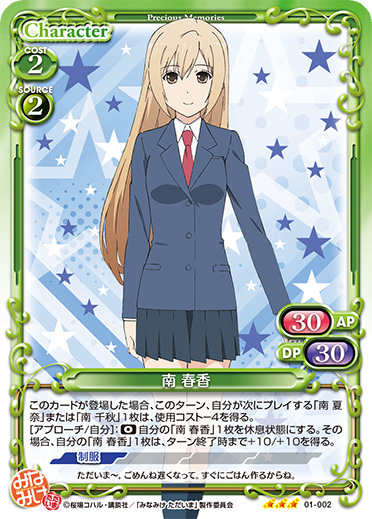 Precious Memories
Character
COST
2
SOURCE
2
30 AP
DP 30
南 春香
このカードが登場した場合、このターン、自分が次にプレイする「南 夏
奈」または「南 千秋」1枚は、使用コスト-4を得る。
[アプローチ/自分]:自分の「南 春香」1枚を休息状態にする。その
場合、自分の「南 春香」1枚は、ターン終了時まで+10/+10を得る。
制服
ただいま~、ごめんね遅くなって、すぐにごはん作るからね。
みなみけ ただいま
©桜場コハル・講談社/「みなみけ ただいま」製作委員会
01-002